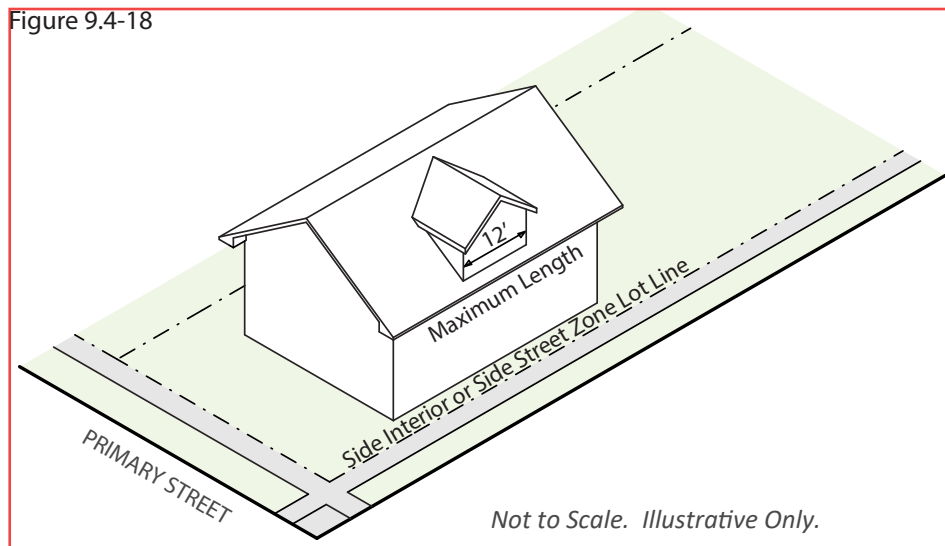 Figure 9.4-18
12'
Maximum Length
Side Interior or Side Street Zone Lot Line
PRIMARY STREET
Not to Scale. Illustrative Only.